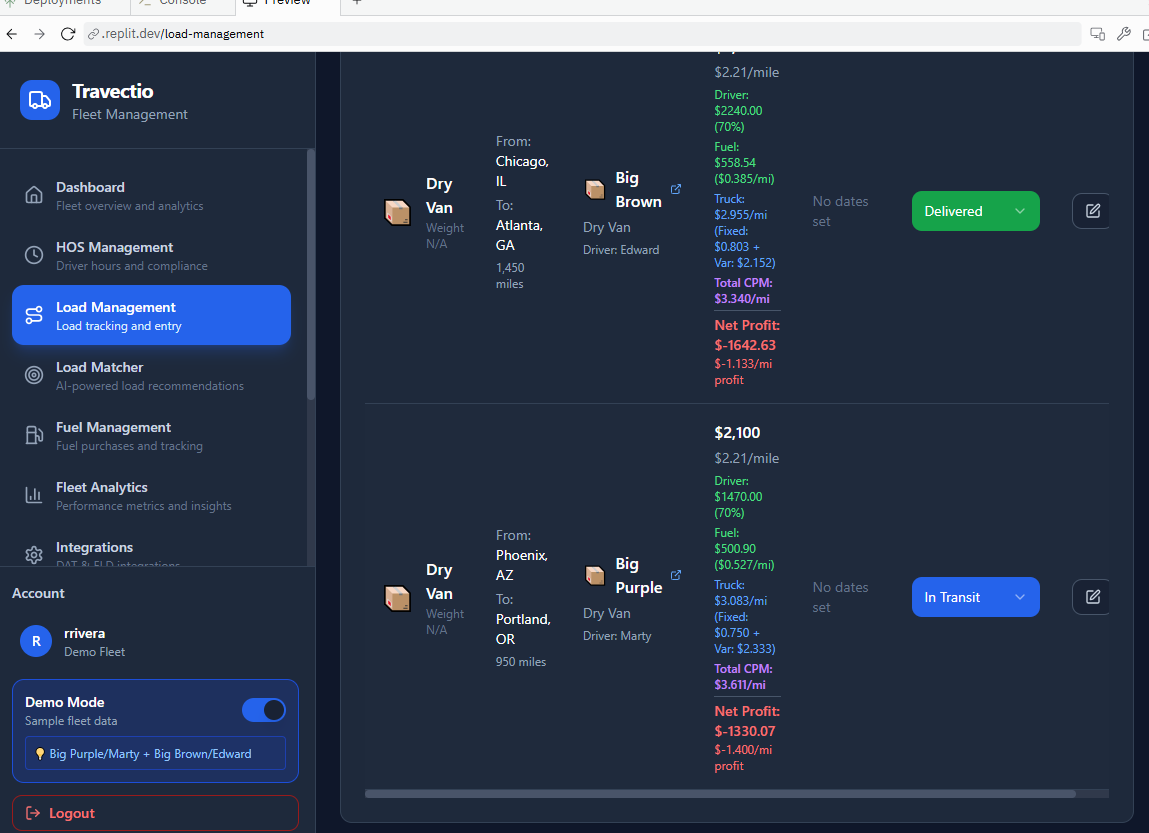 Deployments
Console
Preview
.replit.dev/load-management
Travectio
Fleet Management
Dashboard
Fleet overview and analytics
HOS Management
Driver hours and compliance
Load Management
Load tracking and entry
Load Matcher
AI-powered load recommendations
Fuel Management
Fuel purchases and tracking
Fleet Analytics
Performance metrics and insights
Integrations
DAT & ELD integrations
Account
R
rrivera
Demo Fleet
Demo Mode
Sample fleet data
Big Purple/Marty + Big Brown/Edward
Logout
Dry
Van
Weight
N/A
From:
Chicago,
IL
To:
Atlanta,
GA
1,450
miles
Big
Brown
Dry Van
Driver: Edward
$2.21/mile
Driver:
$2240.00
(70%)
Fuel:
$558.54
($0.385/mi)
Truck:
$2.955/mi
(Fixed:
$0.803 +
Var: $2.152)
Total CPM:
$3.340/mi
Net Profit:
$-1642.63
$-1.133/mi
profit
No dates
set
Delivered
Dry
Van
Weight
N/A
From:
Phoenix,
AZ
To:
Portland,
OR
950 miles
Big
Purple
Dry Van
Driver: Marty
$2,100
$2.21/mile
Driver:
$1470.00
(70%)
Fuel:
$500.90
($0.527/mi)
Truck:
$3.083/mi
(Fixed:
$0.750 +
Var: $2.333)
Total CPM:
$3.611/mi
Net Profit:
$-1330.07
$-1.400/mi
profit
No dates
set
In Transit